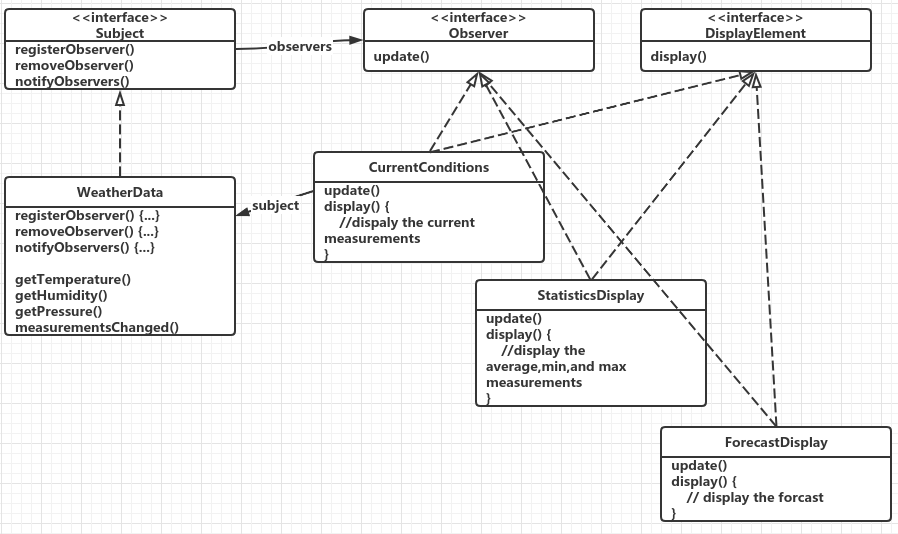 <<interface>>
Subject
registerObserver()
removeObserver()
notifyObservers()
observers
<<interface>>
Observer
update()
<<interface>>
DisplayElement
display()
WeatherData
registerObserver() {...}
removeObserver() {...}
notifyObservers() {...}
getTemperature()
getHumidity()
getPressure()
measurementsChanged()
subject
CurrentConditions
update()
display() {
//dispaly the current
measurements
}
StatisticsDisplay
update()
display() {
//display the
average,min,and max
measurements
}
ForecastDisplay
update()
display() {
// display the forcast
}